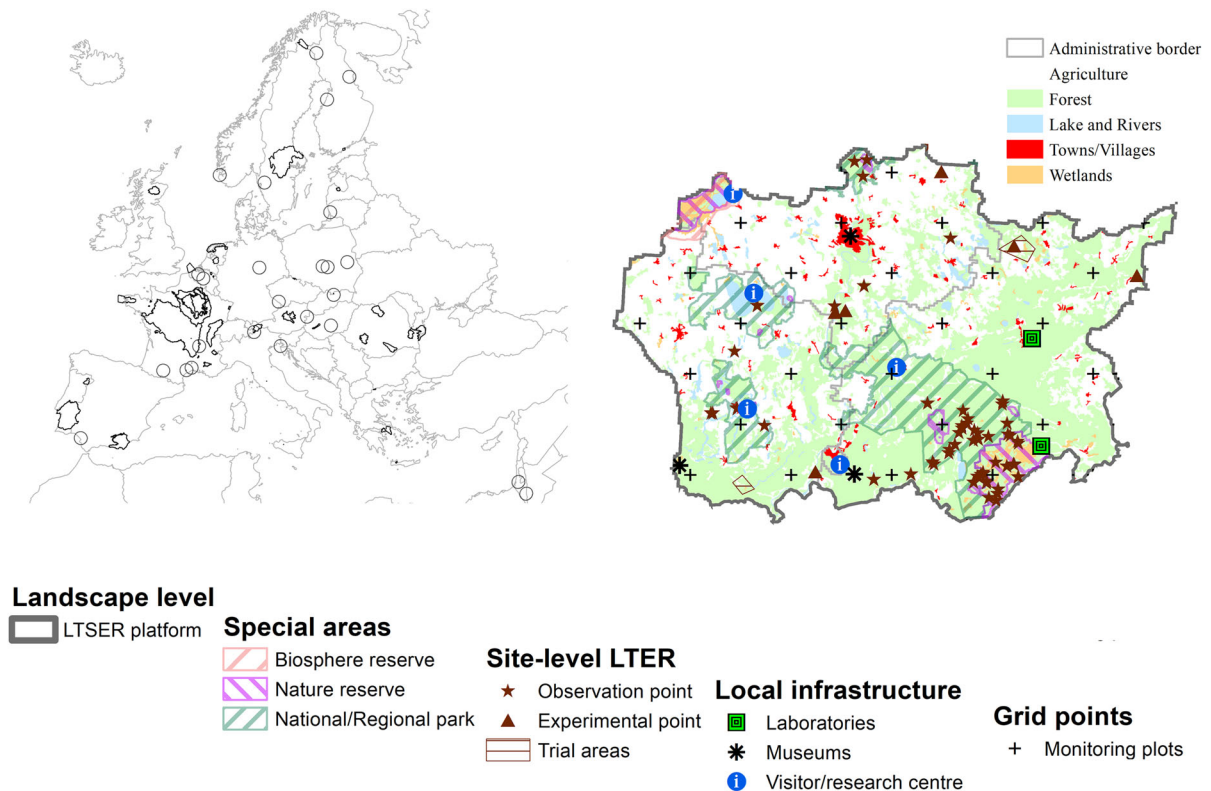 Administrative border
Agriculture
Forest
Lake and Rivers
Towns/Villages
Wetlands
Landscape level
LTSER platform
Special areas
Biosphere reserve
Nature reserve
National/Regional park
Site-level LTER
Observation point
Experimental point
Trial areas
Local infrastructure
Laboratories
Museums
Visitor/research centre
Grid points
Monitoring plots